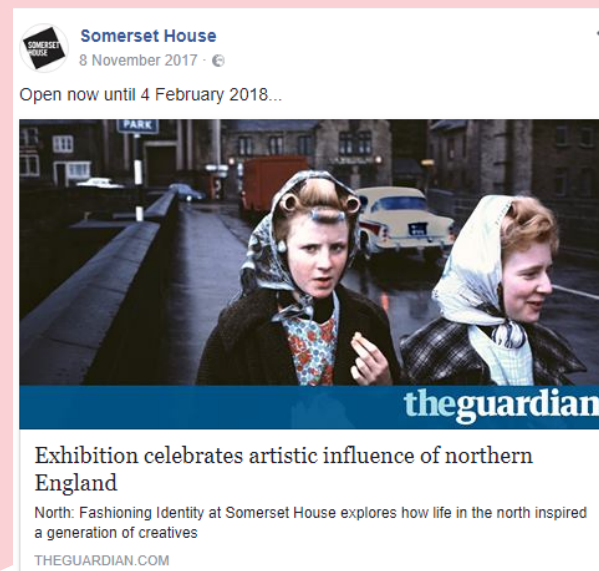 SOMERSET
HOUSE
Somerset House
8 November 2017 ·
Open now until 4 February 2018...
PARK
theguardian
Exhibition celebrates artistic influence of northern
England
North: Fashioning Identity at Somerset House explores how life in the north inspired
a generation of creatives
THEGUARDIAN.COM